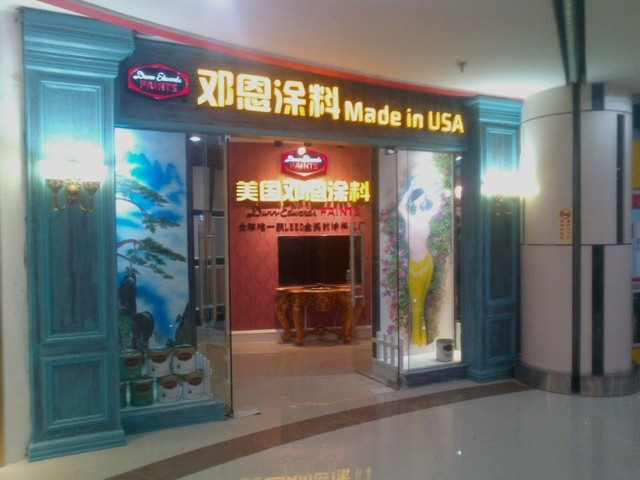 Dunn-Edwards
PAINTS
邓恩涂料 Made in USA
Dunn-Edwards
PAINTS
美国邓恩涂料
Dunn-Edwards PAINTS